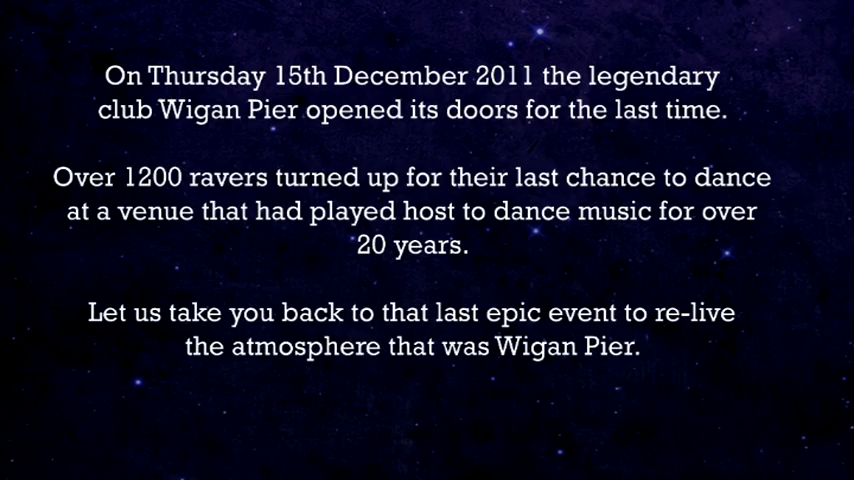 On Thursday 15th December 2011 the legendary
club Wigan Pier opened its doors for the last time.
Over 1200 ravers turned up for their last chance to dance
at a venue that had played host to dance music for over
20 years.
Let us take you back to that last epic event to re-live
the atmosphere that was Wigan Pier.